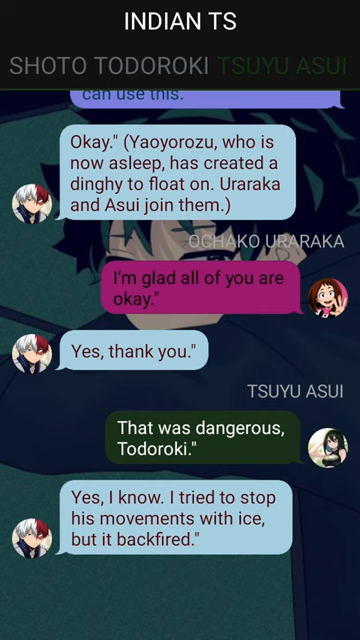 INDIAN TS
SHOTO TODOROKI TSUYU ASUI
can use this.
Okay." (Yaoyorozu, who is
now asleep, has created a
dinghy to float on. Uraraka
and Asui join them.)
OCHAKO URARAKA
I'm glad all of you are
okay."
Yes, thank you."
TSUYU ASUI
That was dangerous,
Todoroki."
Yes, I know. I tried to stop
his movements with ice,
but it backfired."